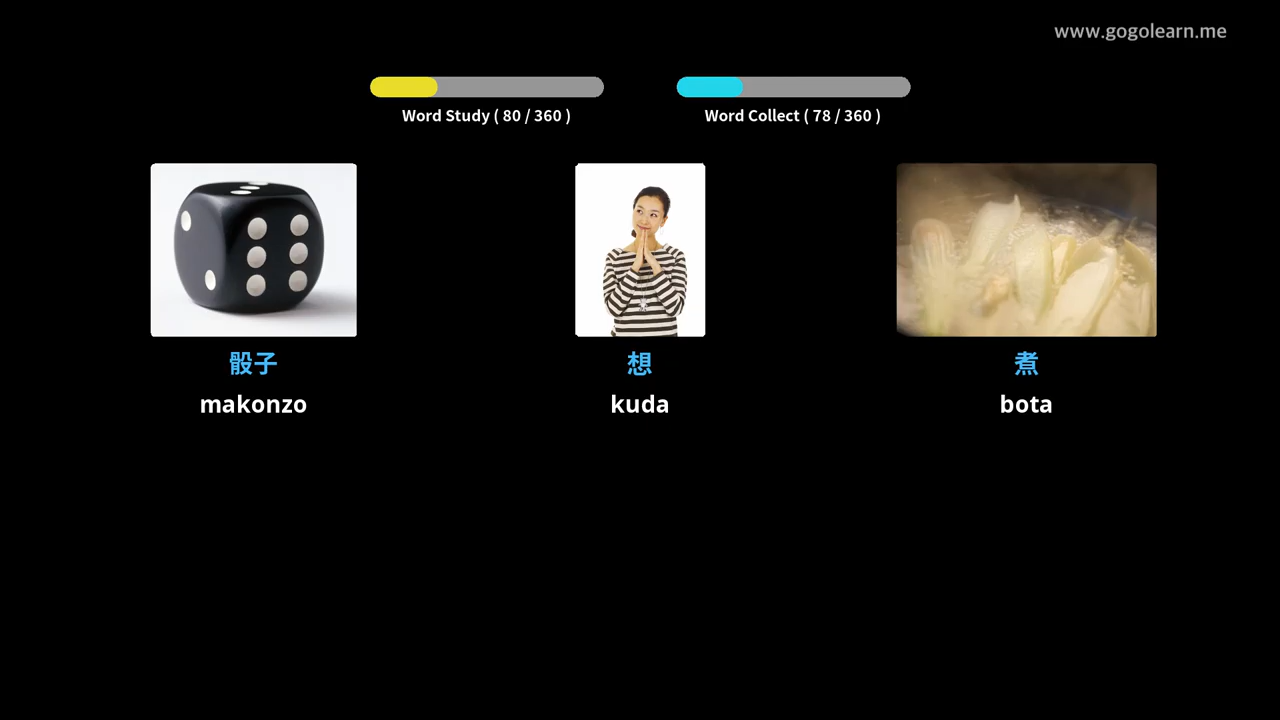 www.gogolearn.me
Word Study ( 80 / 360 )
Word Collect ( 78 / 360 )
骰子
想
煮
makonzo
kuda
bota